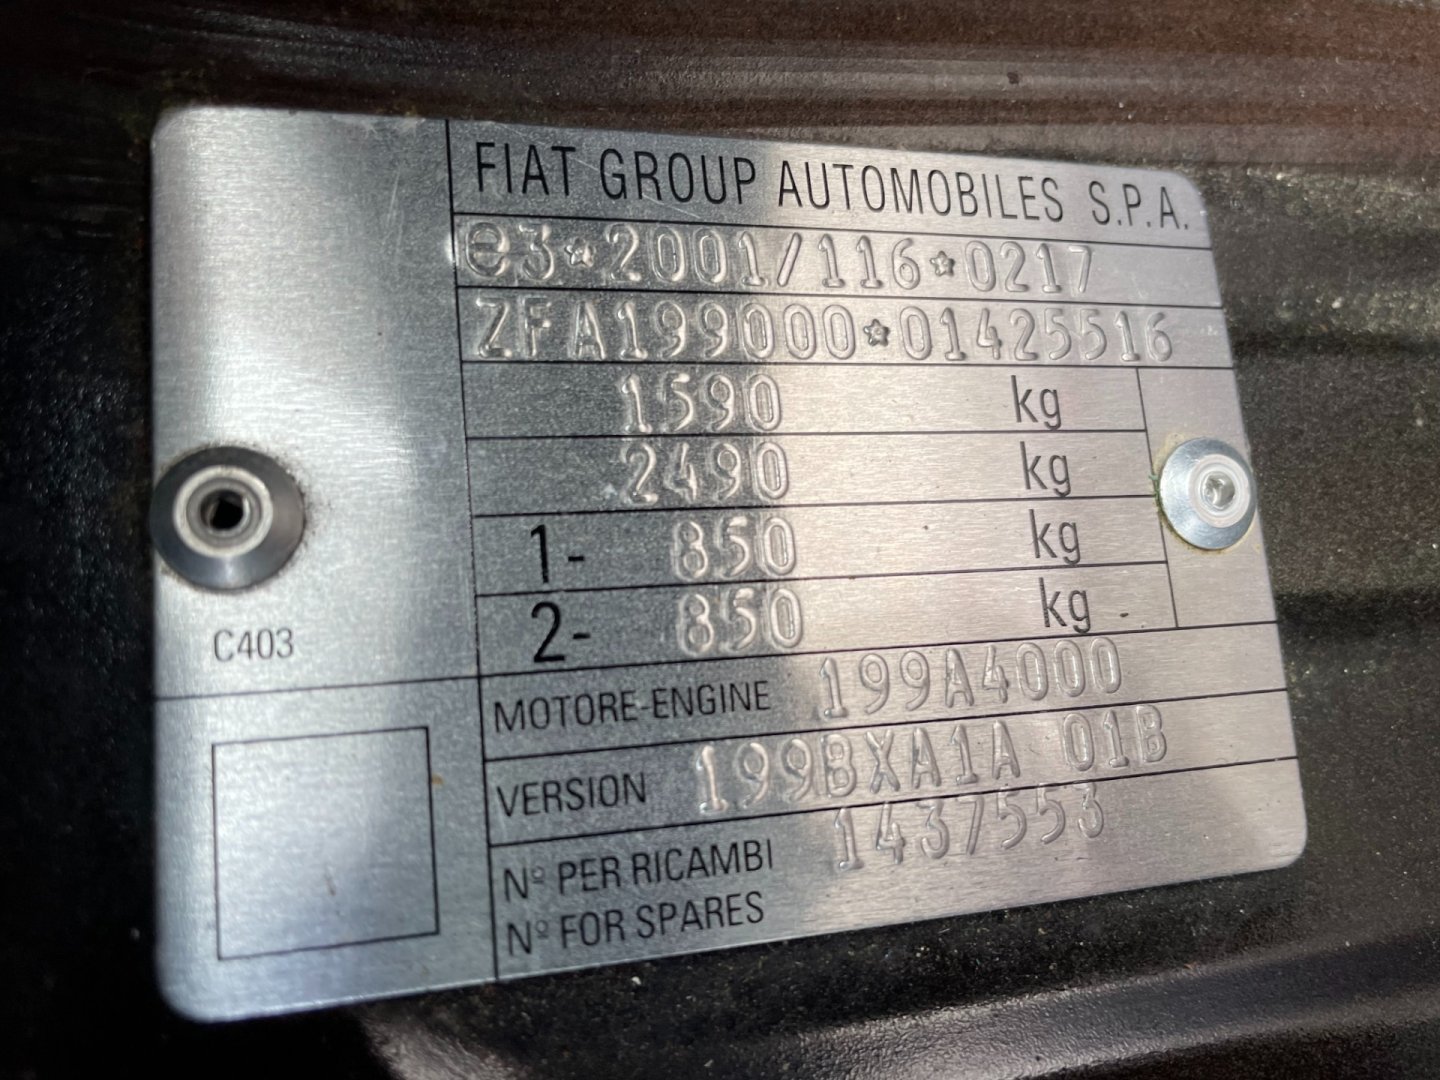 FIAT GROUP AUTOMOBILES S.P.A.
e3*2001/116*0217
ZFA199000*01425516
1590 kg
2490 kg
1- 850 kg
2- 850 kg
C403
MOTORE-ENGINE 199A4000
VERSION 199BXA1A 01B
Nº PER RICAMBI 1437553
Nº FOR SPARES